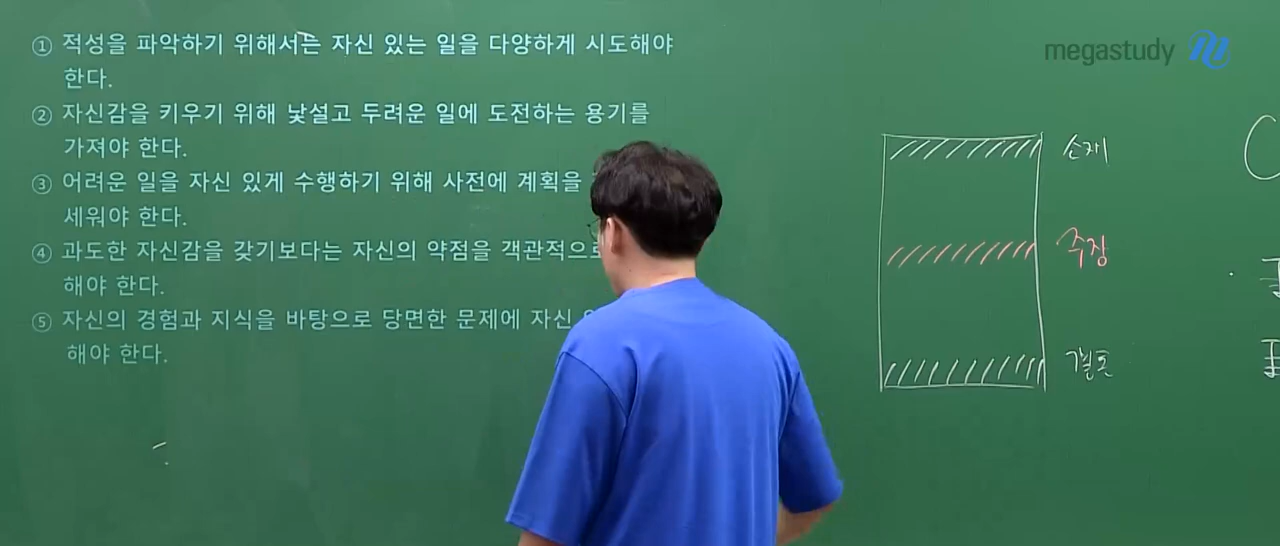 ① 적성을 파악하기 위해서는 자신 있는 일을 다양하게 시도해야
한다.
② 자신감을 키우기 위해 낯설고 두려운 일에 도전하는 용기를
가져야 한다.
③ 어려운 일을 자신 있게 수행하기 위해 사전에 계획을
세워야 한다.
④ 과도한 자신감을 갖기보다는 자신의 약점을 객관적으로
해야 한다.
⑤ 자신의 경험과 지식을 바탕으로 당면한 문제에 자신
해야 한다.
megastudy
소재
주장
결론